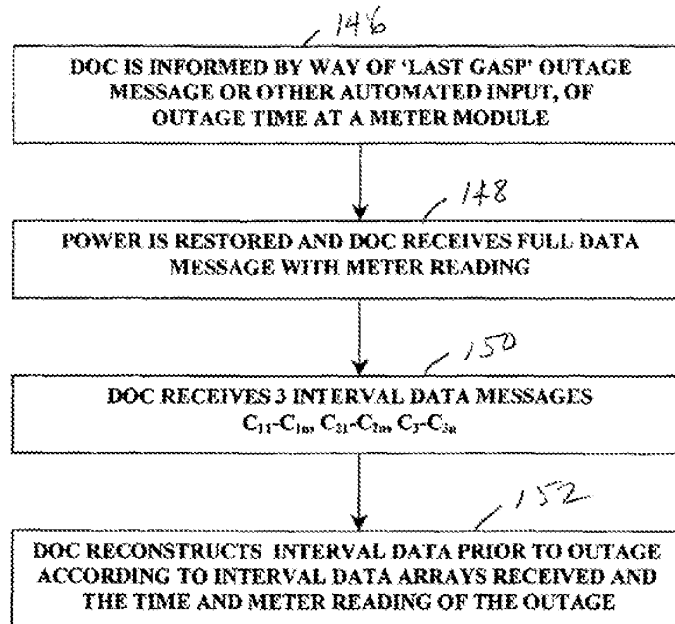 146
DOC IS INFORMED BY WAY OF 'LAST GASP' OUTAGE
MESSAGE OR OTHER AUTOMATED INPUT, OF
OUTAGE TIME AT A METER MODULE
148
POWER IS RESTORED AND DOC RECEIVES FULL DATA
MESSAGE WITH METER READING
150
DOC RECEIVES 3 INTERVAL DATA MESSAGES
C₁₁-C₁ₙ, C₂₁-C₂ₙ, C₃-C₃ₙ
152
DOC RECONSTRUCTS INTERVAL DATA PRIOR TO OUTAGE
ACCORDING TO INTERVAL DATA ARRAYS RECEIVED AND
THE TIME AND METER READING OF THE OUTAGE